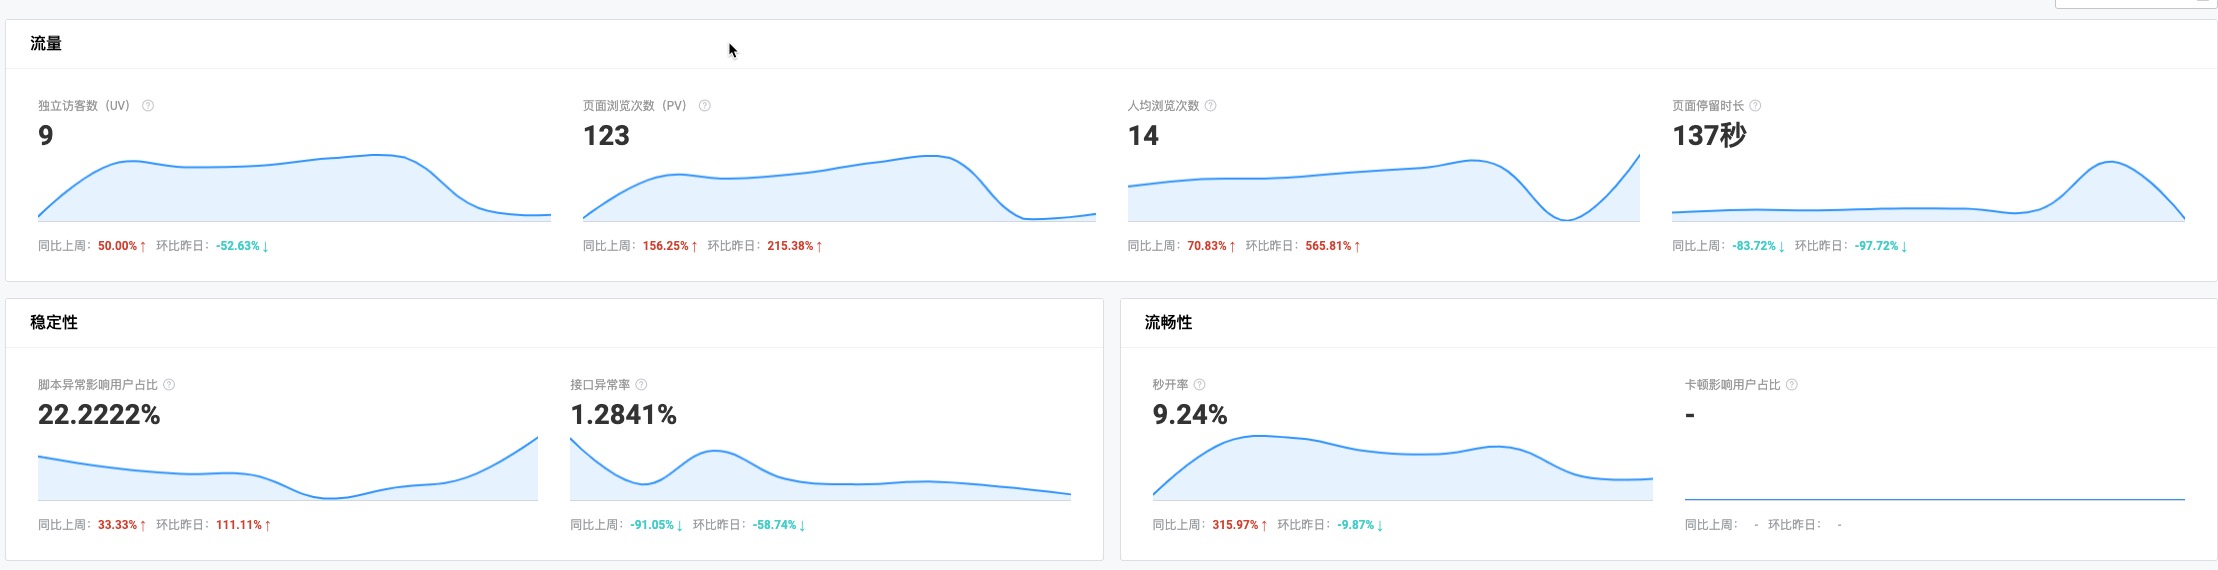 流量
独立访客数（UV） ?
9
同比上周： 50.00% ↑ 环比昨日： -52.63% ↓
页面浏览次数（PV） ?
123
同比上周： 156.25% ↑ 环比昨日： 215.38% ↑
人均浏览次数 ?
14
同比上周： 70.83% ↑ 环比昨日： 565.81% ↑
页面停留时长 ?
137秒
同比上周： -83.72% ↓ 环比昨日： -97.72% ↓
稳定性
脚本异常影响用户占比 ?
22.2222%
同比上周： 33.33% ↑ 环比昨日： 111.11% ↑
接口异常率 ?
1.2841%
同比上周： -91.05% ↓ 环比昨日： -58.74% ↓
流畅性
秒开率 ?
9.24%
同比上周： 315.97% ↑ 环比昨日： -9.87% ↓
卡顿影响用户占比 ?
-
同比上周： - 环比昨日： -